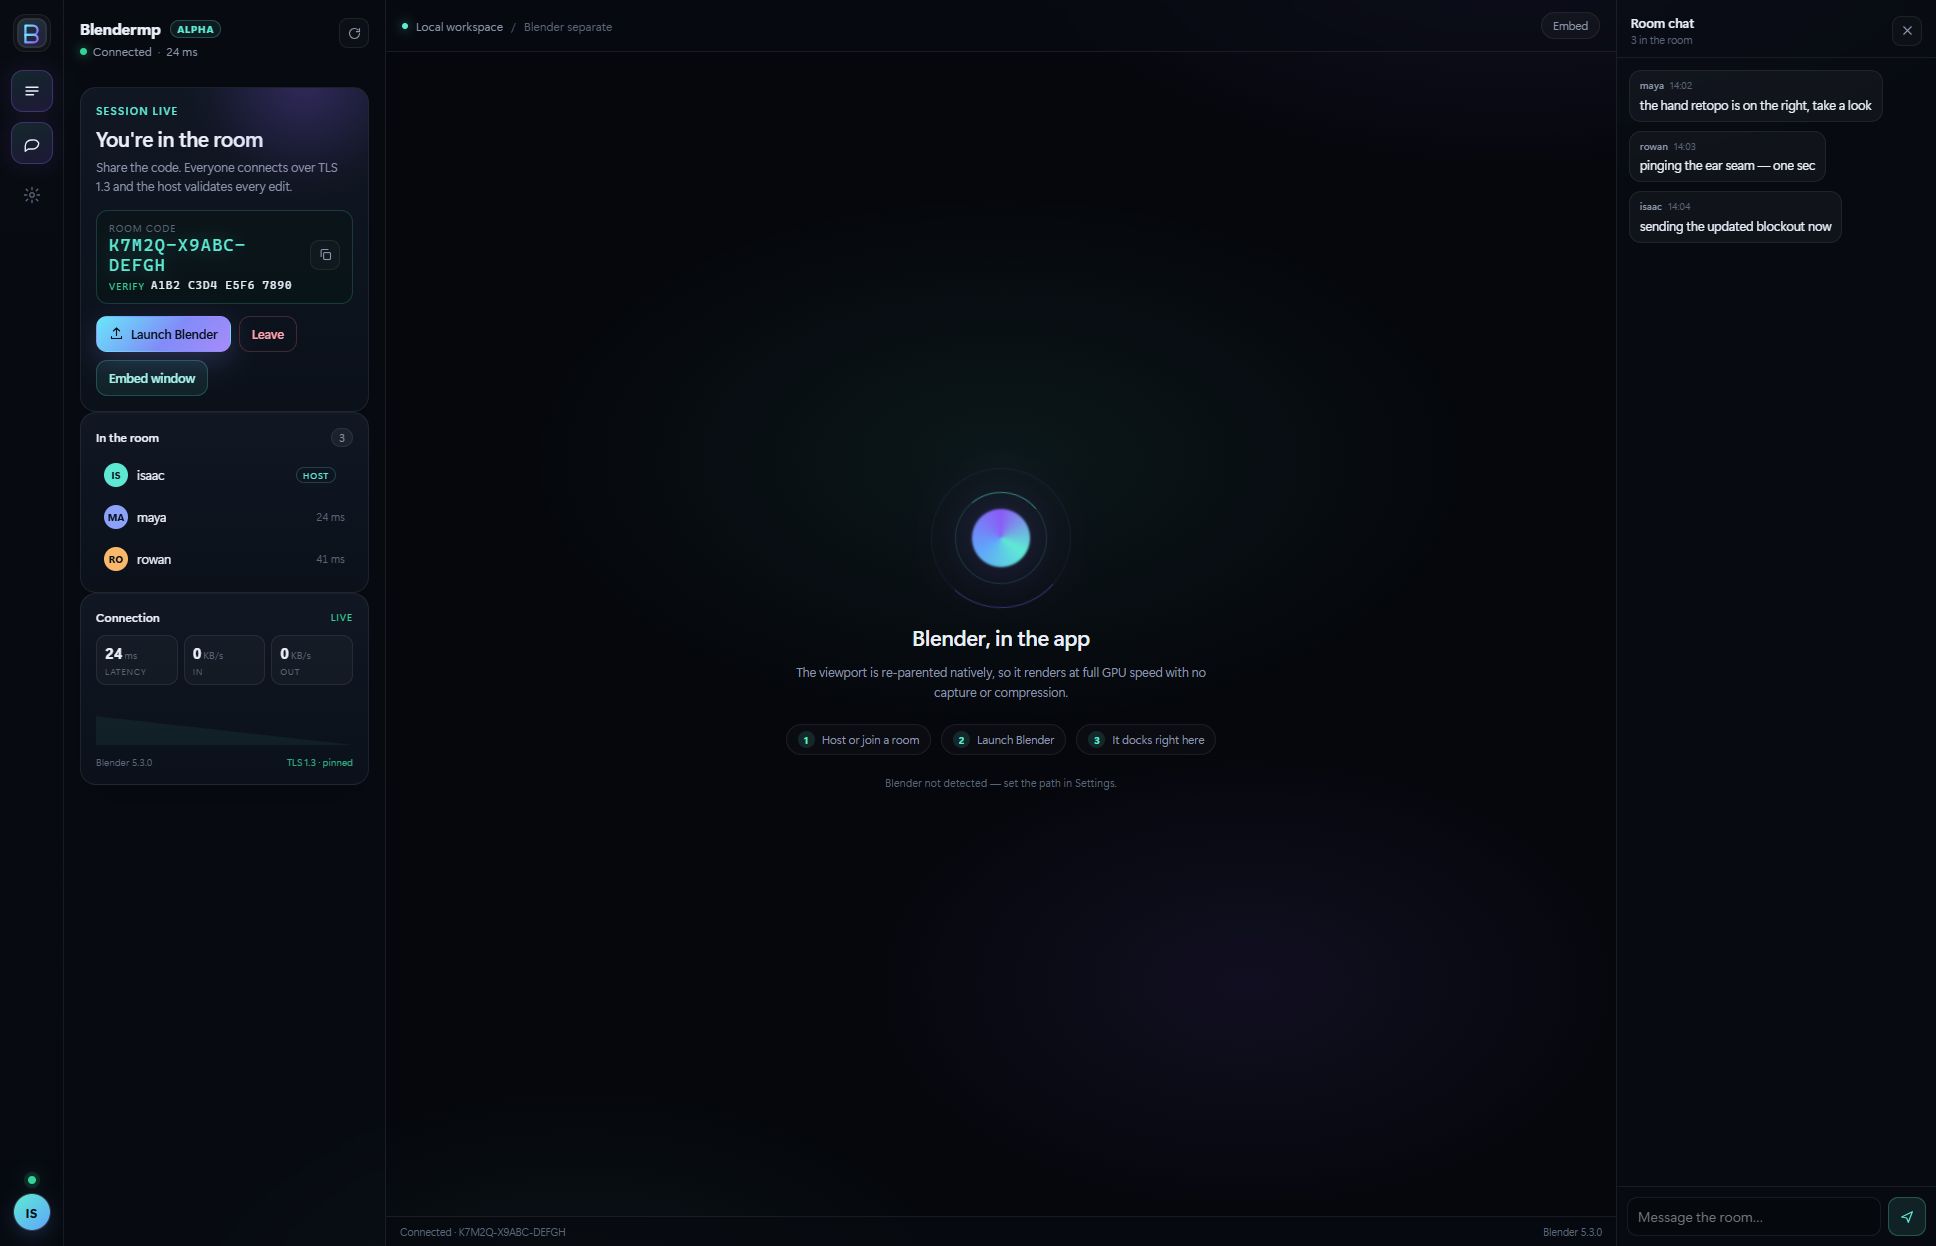 B
Blendermp ALPHA
Connected · 24 ms
SESSION LIVE
You're in the room
Share the code. Everyone connects over TLS
1.3 and the host validates every edit.
ROOM CODE
K7M2Q-X9ABC-
DEFGH
VERIFY A1B2 C3D4 E5F6 7890
Launch Blender
Leave
Embed window
In the room 3
IS isaac HOST
MA maya 24 ms
RO rowan 41 ms
Connection LIVE
24 ms
LATENCY
0 KB/s
IN
0 KB/s
OUT
Blender 5.3.0 TLS 1.3 · pinned
IS
Local workspace / Blender separate
Embed
Blender, in the app
The viewport is re-parented natively, so it renders at full GPU speed with no
capture or compression.
1 Host or join a room
2 Launch Blender
3 It docks right here
Blender not detected — set the path in Settings.
Connected · K7M2Q-X9ABC-DEFGH
Blender 5.3.0
Room chat
3 in the room
maya 14:02
the hand retopo is on the right, take a look
rowan 14:03
pinging the ear seam — one sec
isaac 14:04
sending the updated blockout now
Message the room...